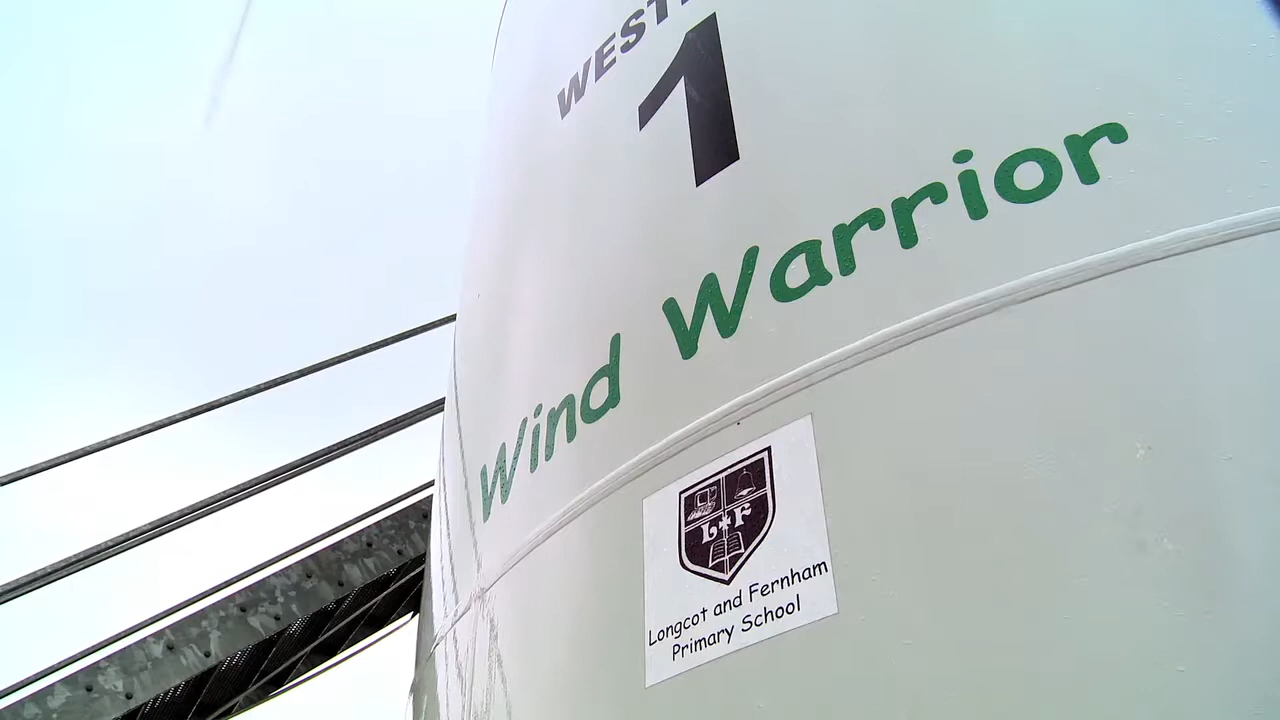 1
Wind Warrior
L F
Longcot and Fernham
Primary School